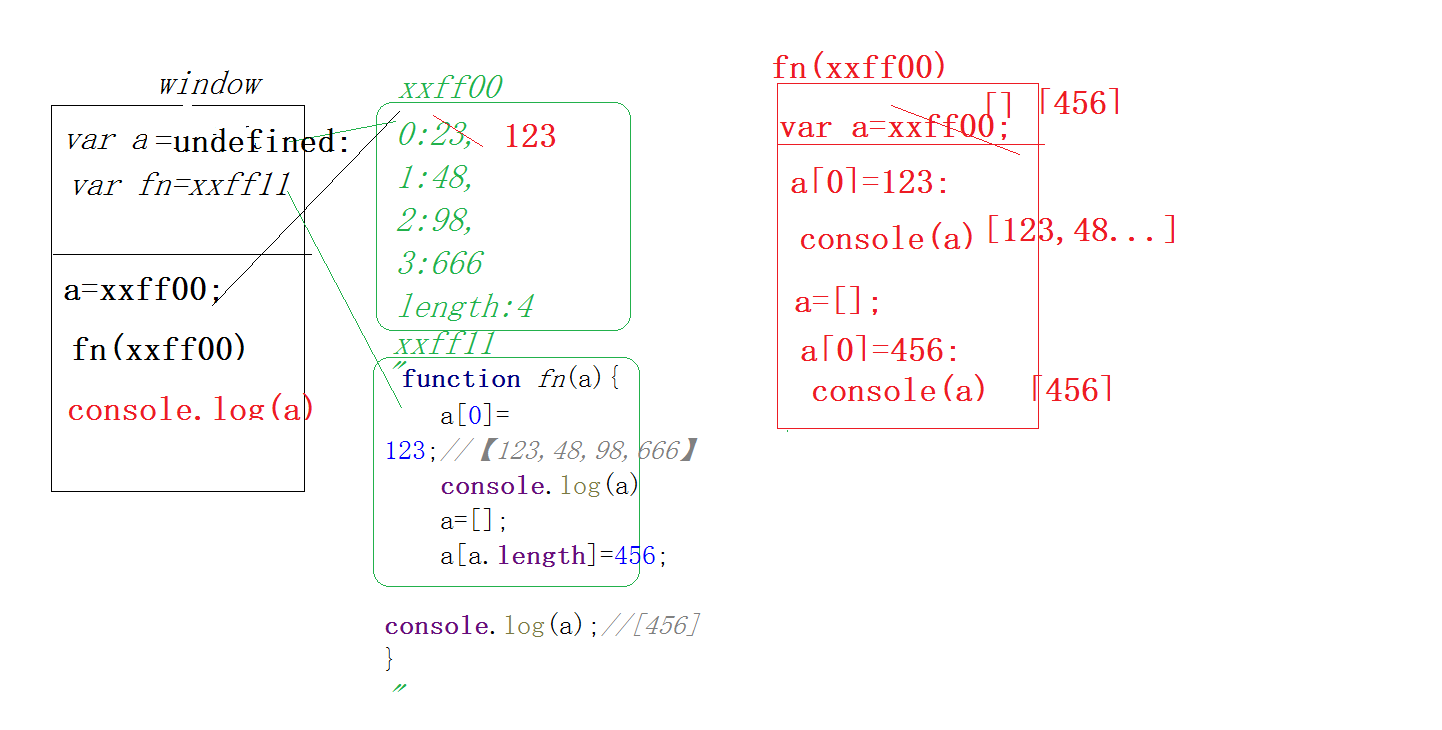 window
var a=undefined:
var fn=xxff11
a=xxff00;
fn(xxff00)
console.log(a)
xxff00
0:23, 123
1:48,
2:98,
3:666
length:4
xxff11
"
function fn(a){
a[0]=
123;//【123,48,98,666】
console.log(a)
a=[];
a[a.length]=456;
console.log(a);//[456]
}
"
fn(xxff00)
[] [456]
var a=xxff00;
a[0]=123:
console(a) [123,48...]
a=[];
a[0]=456:
console(a) [456]